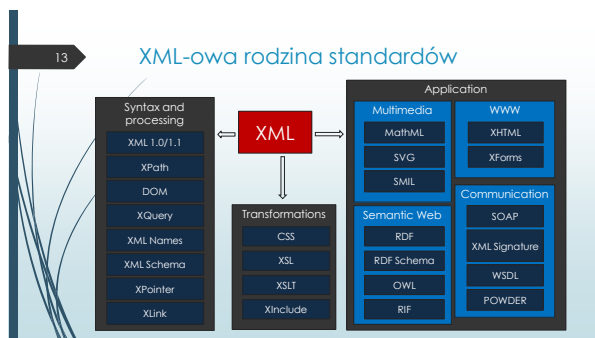 13
XML-owa rodzina standardów
Syntax and
processing
XML 1.0/1.1
XPath
DOM
XQuery
XML Names
XML Schema
XPointer
XLink
XML
Transformations
CSS
XSL
XSLT
XInclude
Application
Multimedia
MathML
SVG
SMIL
Semantic Web
RDF
RDF Schema
OWL
RIF
WWW
XHTML
XForms
Communication
SOAP
XML Signature
WSDL
POWDER